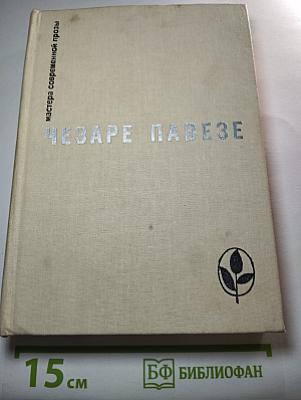 мастера современной прозы
ЧЕЗАРЕ ПАВЕЗЕ
15 см
БФ БИБЛИОФАН